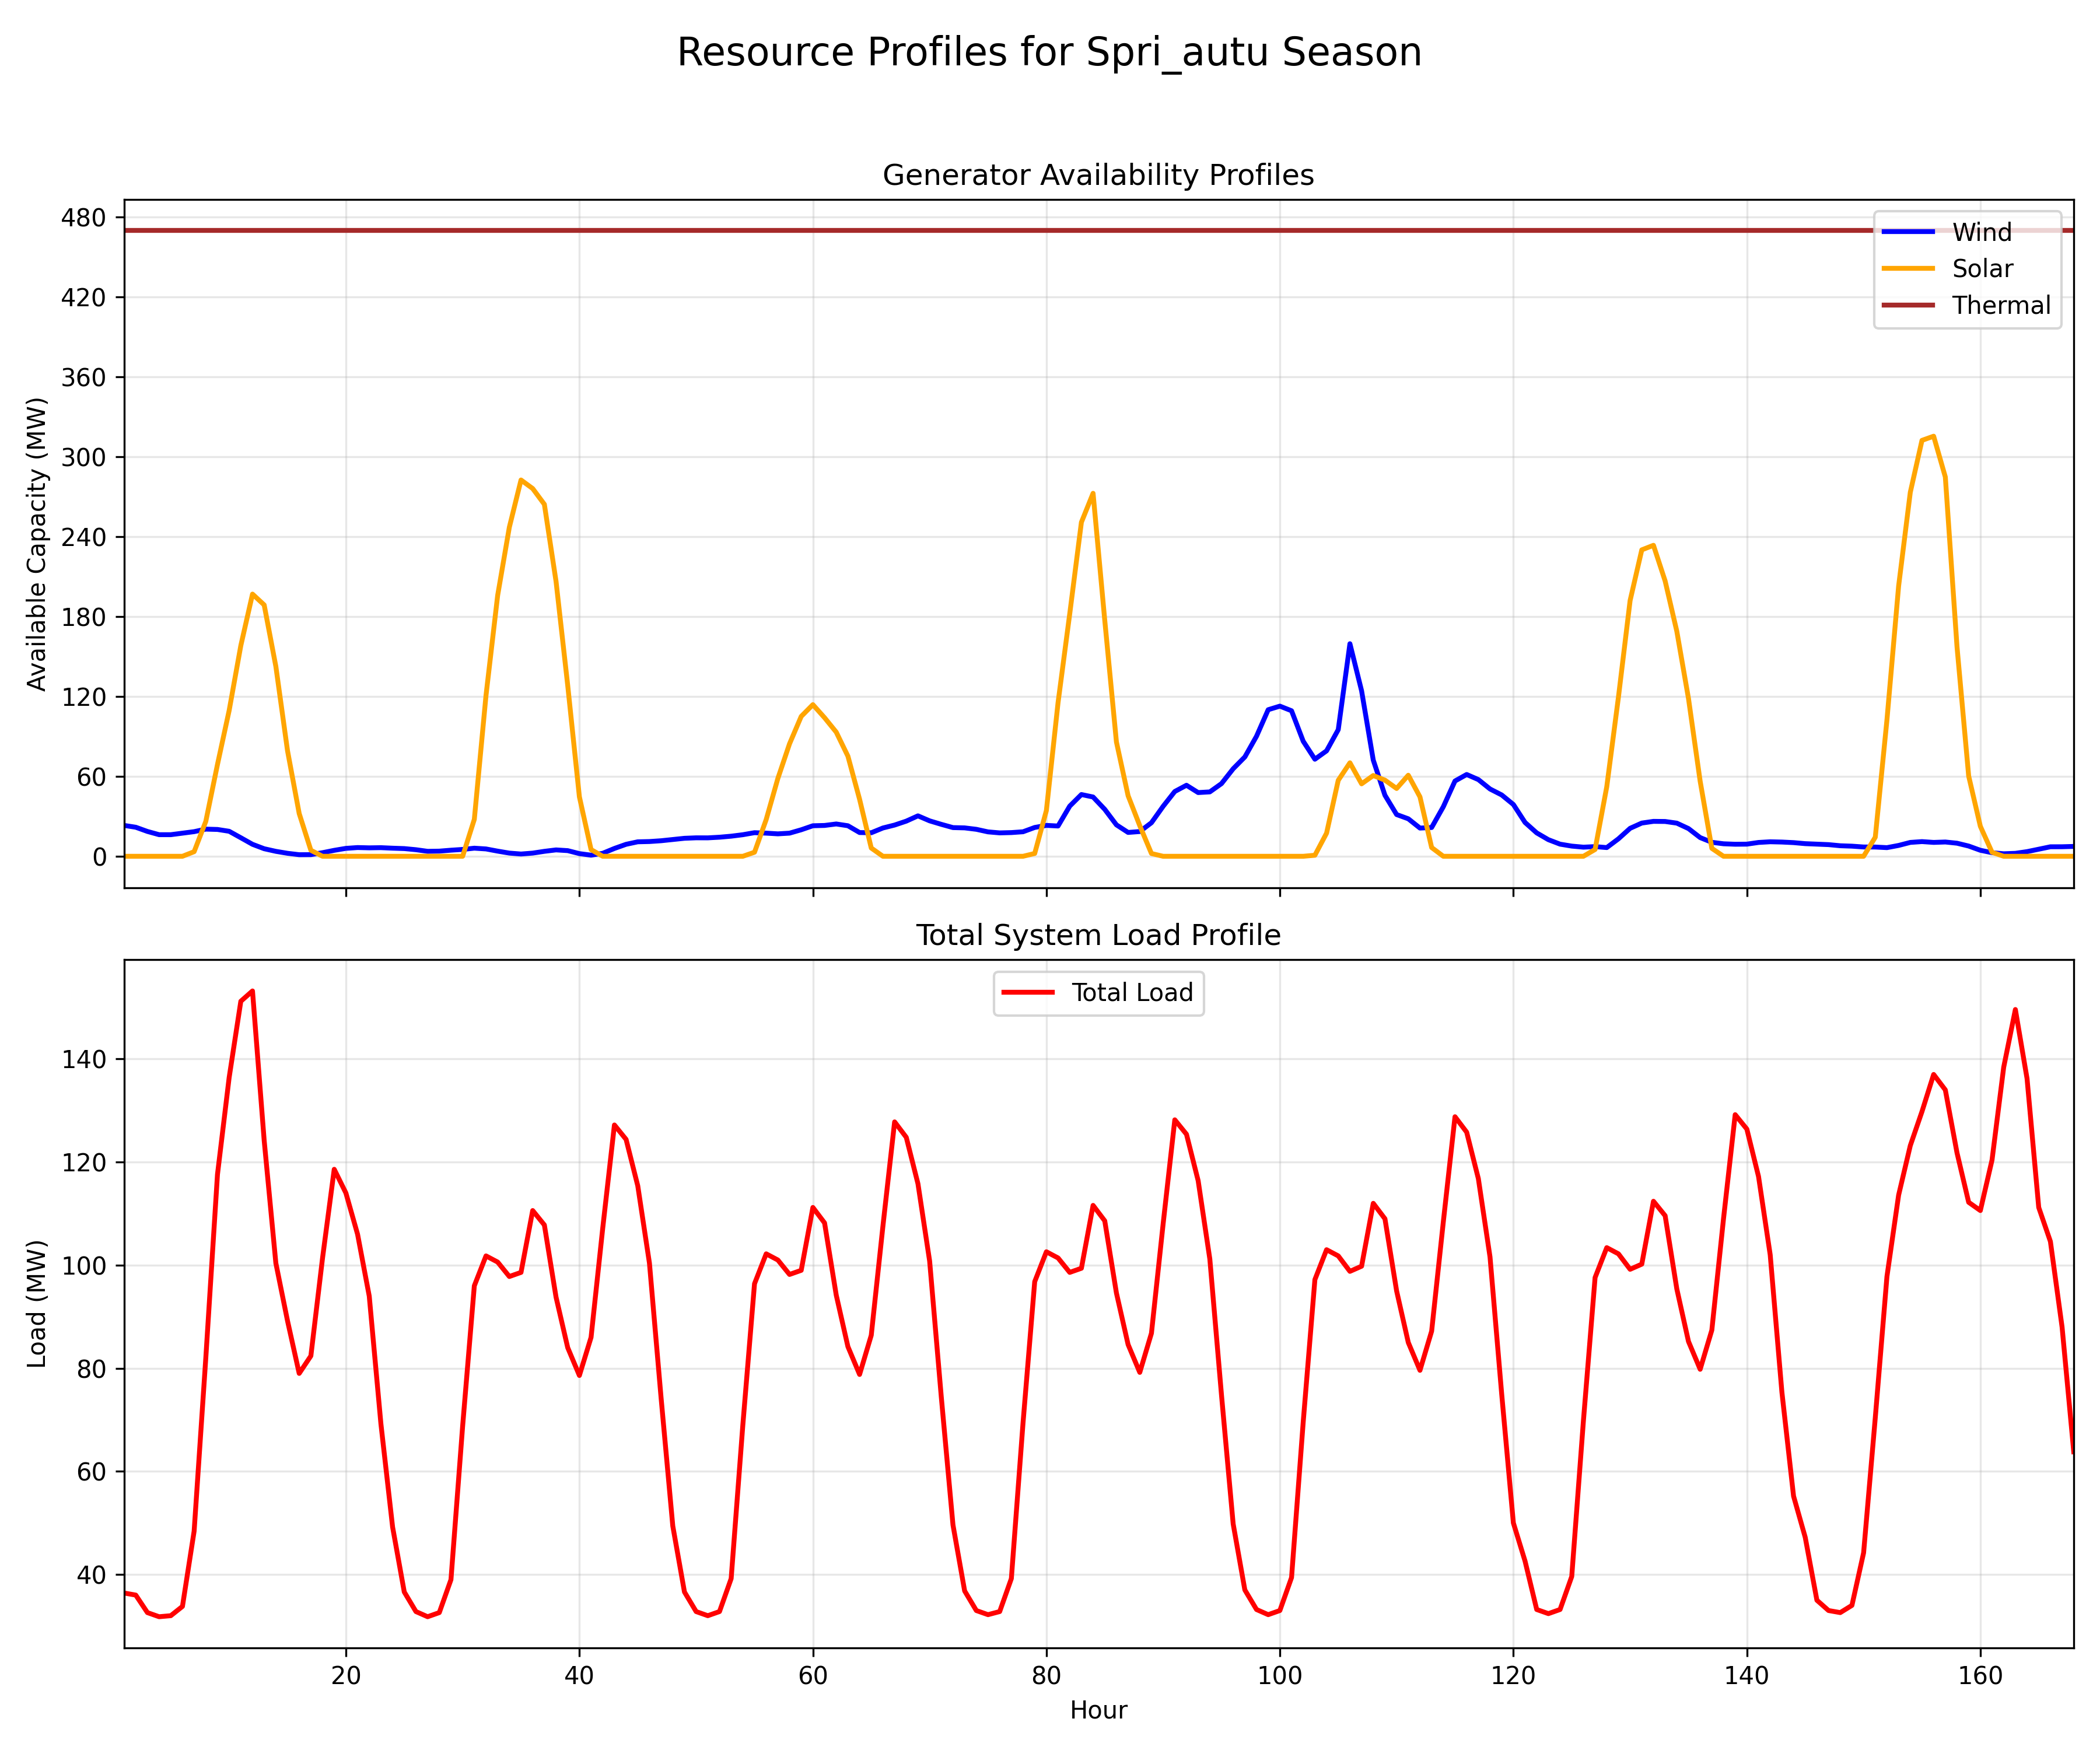 Resource Profiles for Spri_autu Season
Generator Availability Profiles
Available Capacity (MW)
480
420
360
300
240
180
120
60
0
Wind
Solar
Thermal
Total System Load Profile
Load (MW)
140
120
100
80
60
40
Total Load
20 40 60 80 100 120 140 160
Hour